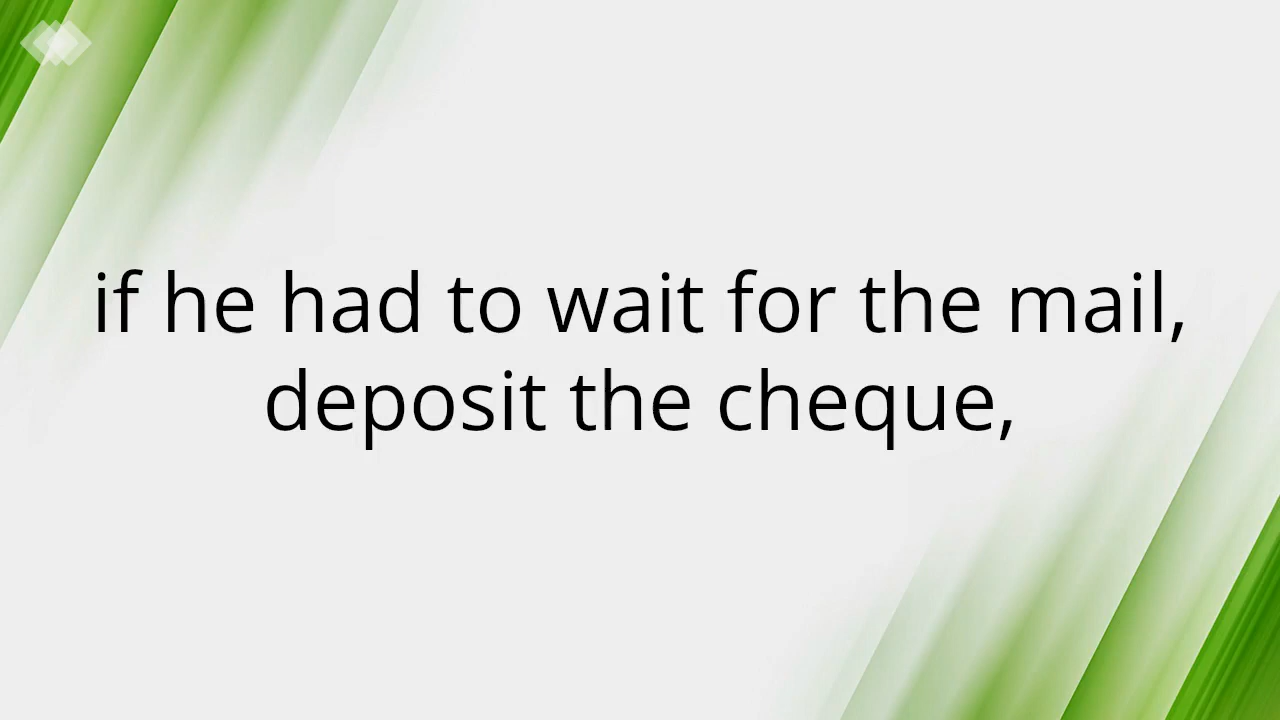 if he had to wait for the mail,
deposit the cheque,